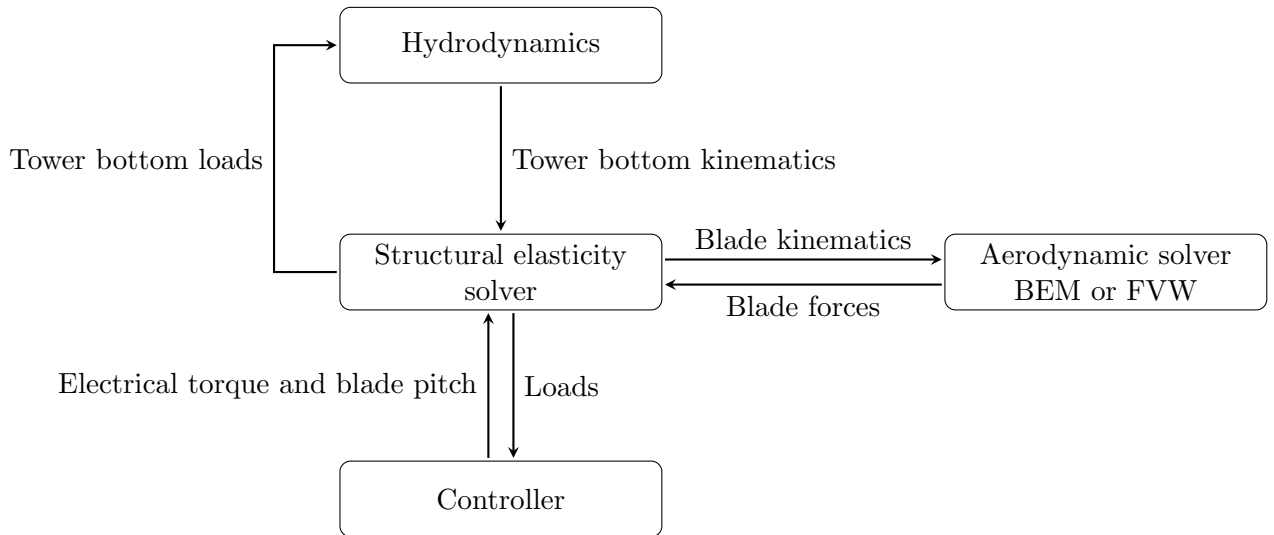 Hydrodynamics
Tower bottom loads
Tower bottom kinematics
Structural elasticity
solver
Blade kinematics
Blade forces
Aerodynamic solver
BEM or FVW
Electrical torque and blade pitch
Loads
Controller